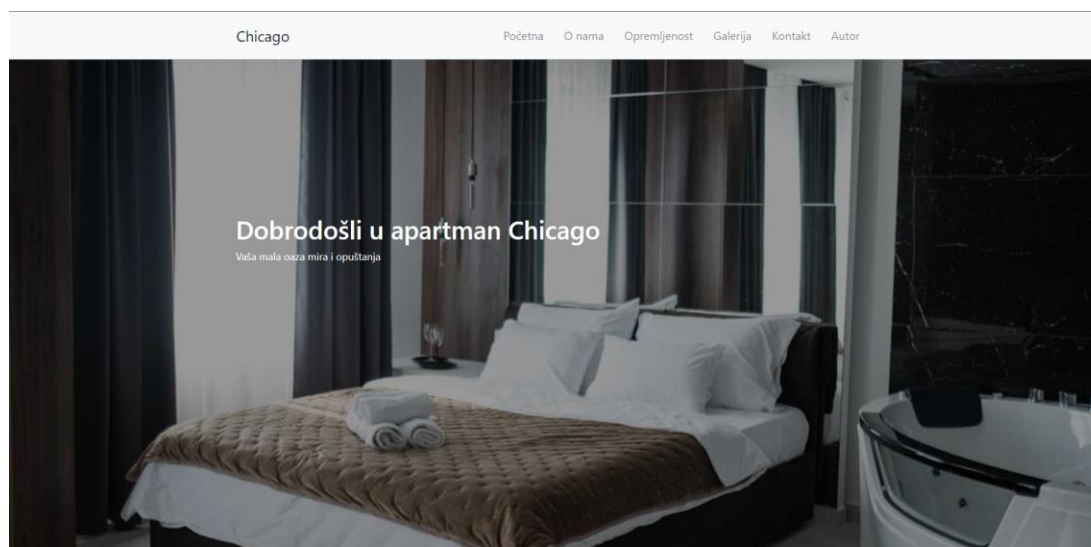 Chicago
Početna O nama Opremljenost Galerija Kontakt Autor
Dobrodošli u apartman Chicago
Vaša mala oaza mira i opuštanja